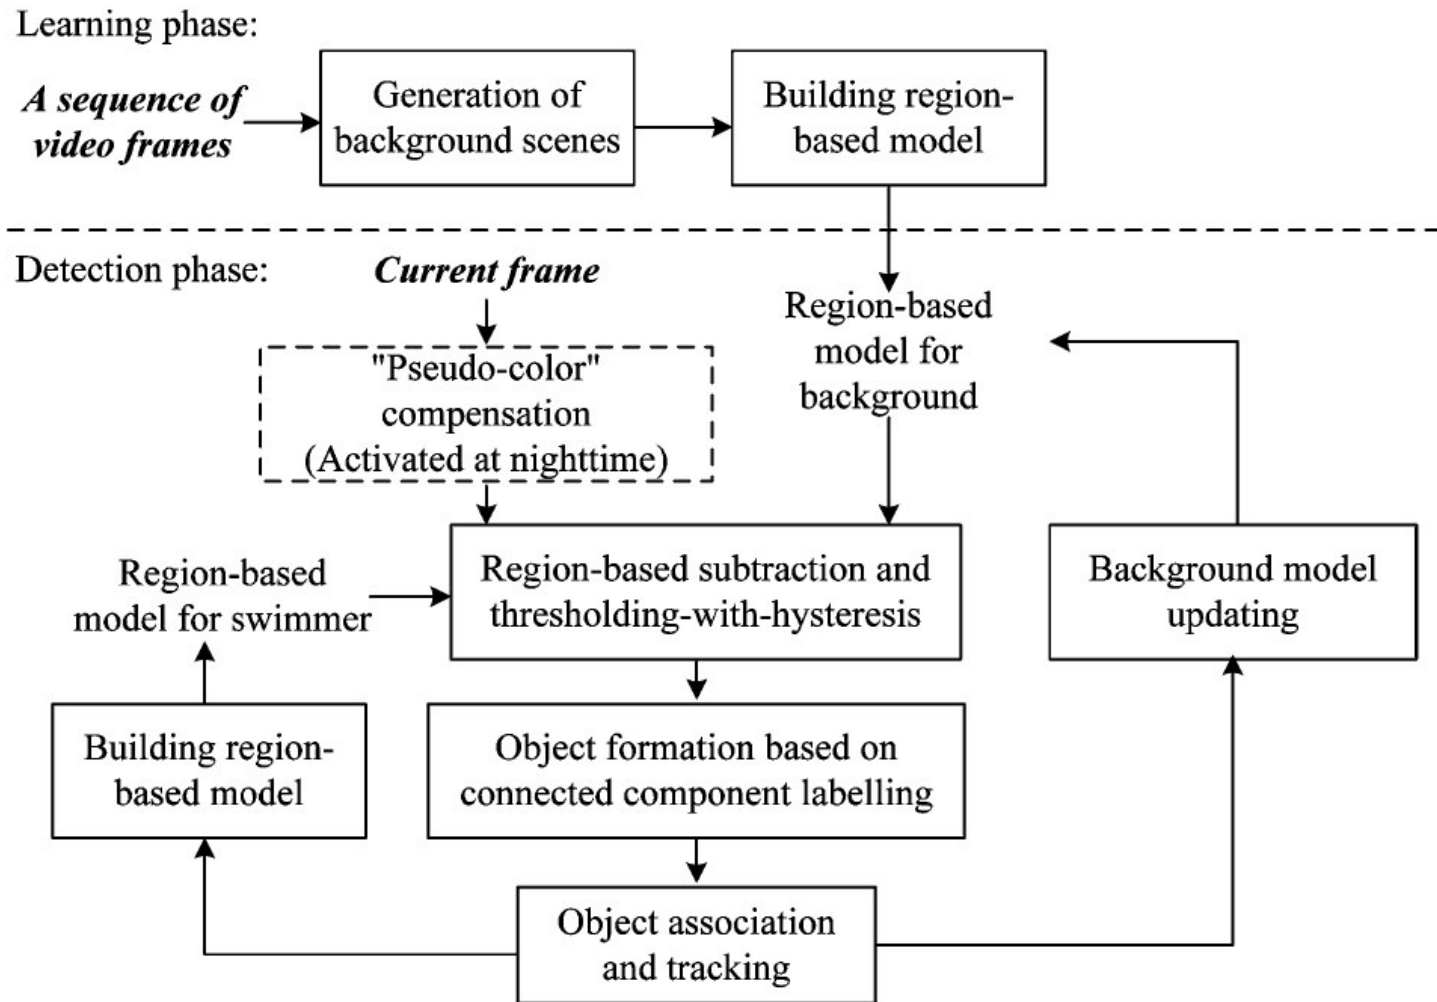 Learning phase:
A sequence of
video frames
Generation of
background scenes
Building region-
based model
Detection phase:
Current frame
"Pseudo-color"
compensation
(Activated at nighttime)
Region-based
model for
background
Region-based
model for swimmer
Region-based subtraction and
thresholding-with-hysteresis
Background model
updating
Building region-
based model
Object formation based on
connected component labelling
Object association
and tracking